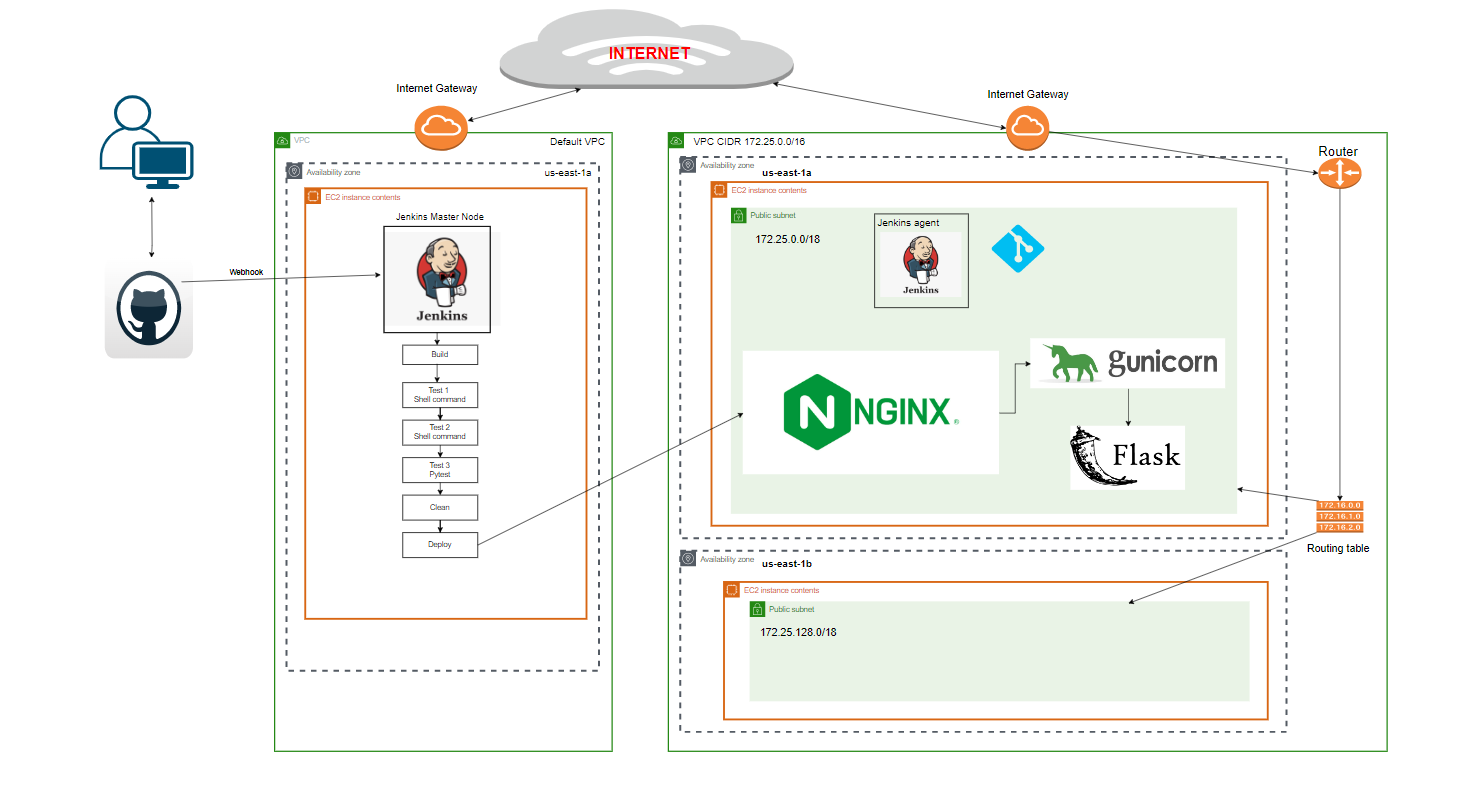 INTERNET
Internet Gateway
Internet Gateway
VPC
Default VPC
Availability zone
us-east-1a
EC2 instance contents
Jenkins Master Node
Jenkins
Webhook
Build
Test 1
Shell command
Test 2
Shell command
Test 3
Pytest
Clean
Deploy
VPC CIDR 172.25.0.0/16
Router
Availability zone
us-east-1a
EC2 instance contents
Public subnet
172.25.0.0/18
Jenkins agent
Jenkins
NGINX
gunicorn
Flask
172.16.0.0
172.16.1.0
172.16.2.0
Routing table
Availability zone
us-east-1b
EC2 instance contents
Public subnet
172.25.128.0/18